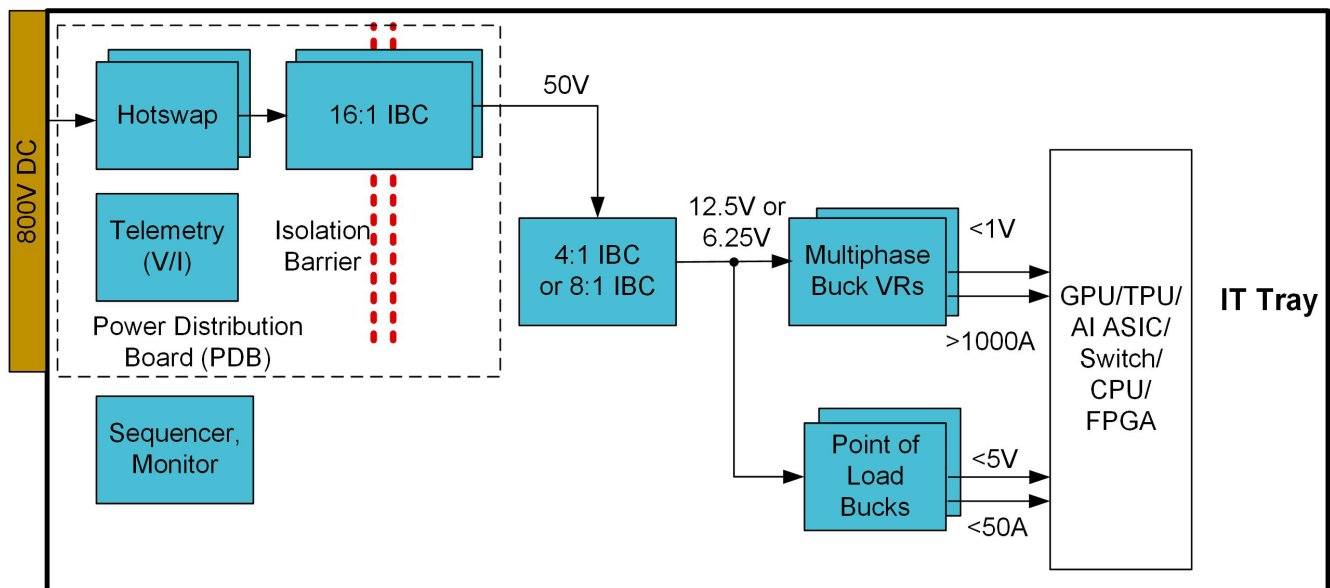 800V DC
Hotswap
16:1 IBC
50V
Telemetry
(V/I)
Isolation
Barrier
Power Distribution
Board (PDB)
Sequencer,
Monitor
4:1 IBC
or 8:1 IBC
12.5V or
6.25V
Multiphase
Buck VRs
<1V
>1000A
Point of
Load
Bucks
<5V
<50A
GPU/TPU/
AI ASIC/
Switch/
CPU/
FPGA
IT Tray